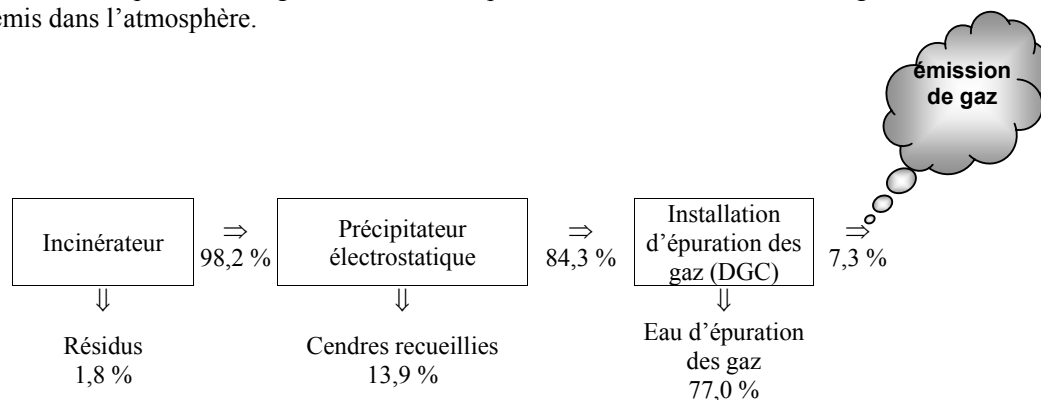 émis dans l’atmosphère.
émission
de gaz
Incinérateur
⇒
98,2 %
Précipitateur
électrostatique
⇒
84,3 %
Installation
d’épuration des
gaz (DGC)
⇒
7,3 %
⇓
Résidus
1,8 %
⇓
Cendres recueillies
13,9 %
⇓
Eau d’épuration
des gaz
77,0 %